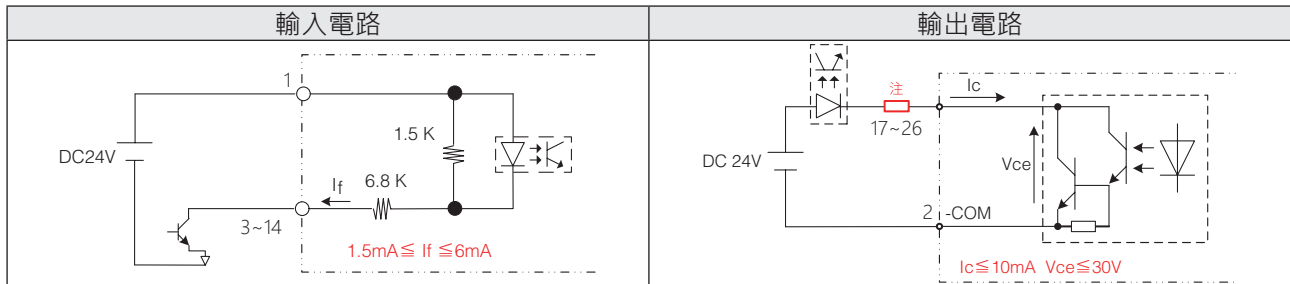 輸入電路
輸出電路
1
1.5 K
DC24V
If
6.8 K
3~14
1.5mA≦ If ≦6mA
注
Ic
17~26
DC 24V
Vce
2
-COM
Ic≦10mA Vce≦30V